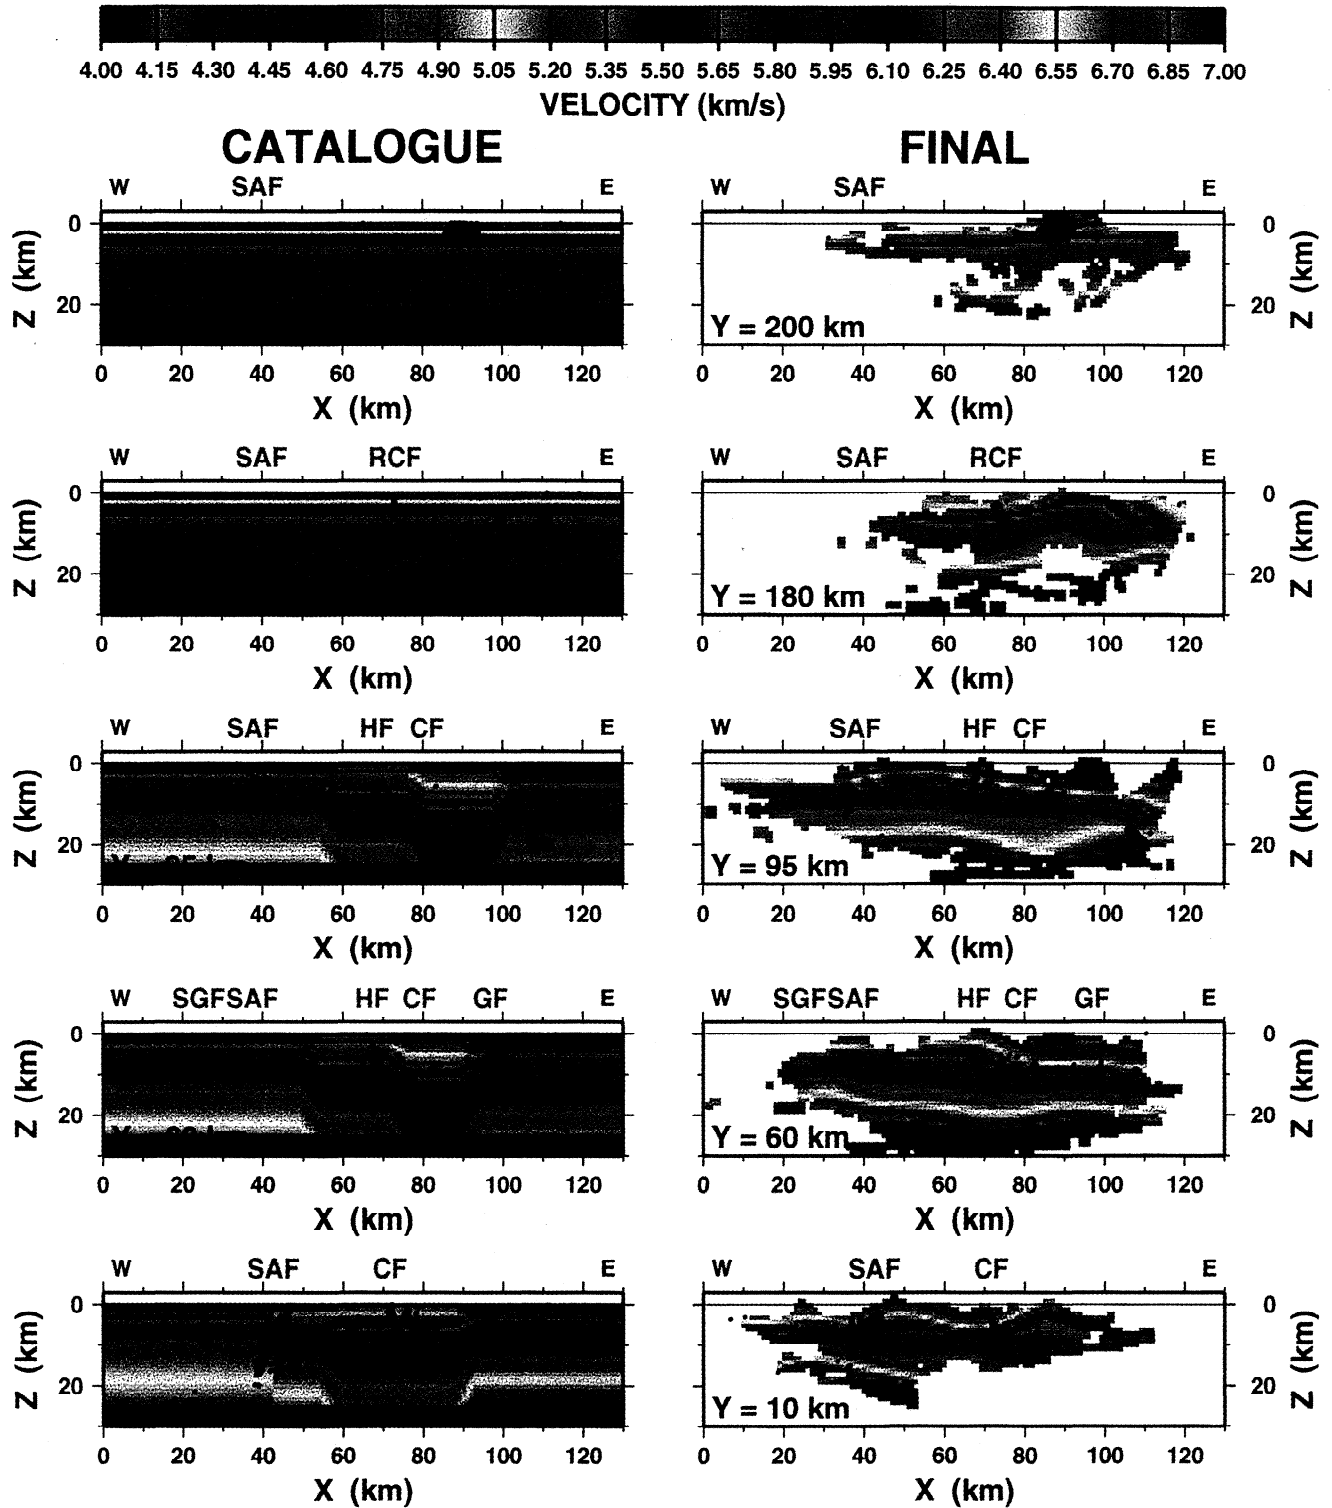 4.00 4.15 4.30 4.45 4.60 4.75 4.90 5.05 5.20 5.35 5.50 5.65 5.80 5.95 6.10 6.25 6.40 6.55 6.70 6.85 7.00
VELOCITY (km/s)
CATALOGUE FINAL
W SAF E W SAF E
0 0
Z (km) Z (km)
20 20
Y = 200 km
0 20 40 60 80 100 120 0 20 40 60 80 100 120
X (km) X (km)
W SAF RCF E W SAF RCF E
0 0
Z (km) Z (km)
20 20
Y = 180 km
0 20 40 60 80 100 120 0 20 40 60 80 100 120
X (km) X (km)
W SAF HF CF E W SAF HF CF E
0 0
Z (km) Z (km)
20 20
Y = 95 km
0 20 40 60 80 100 120 0 20 40 60 80 100 120
X (km) X (km)
W SGFSAF HF CF GF E W SGFSAF HF CF GF E
0 0
Z (km) Z (km)
20 20
Y = 60 km
0 20 40 60 80 100 120 0 20 40 60 80 100 120
X (km) X (km)
W SAF CF E W SAF CF E
0 0
Z (km) Z (km)
20 20
Y = 10 km
0 20 40 60 80 100 120 0 20 40 60 80 100 120
X (km) X (km)